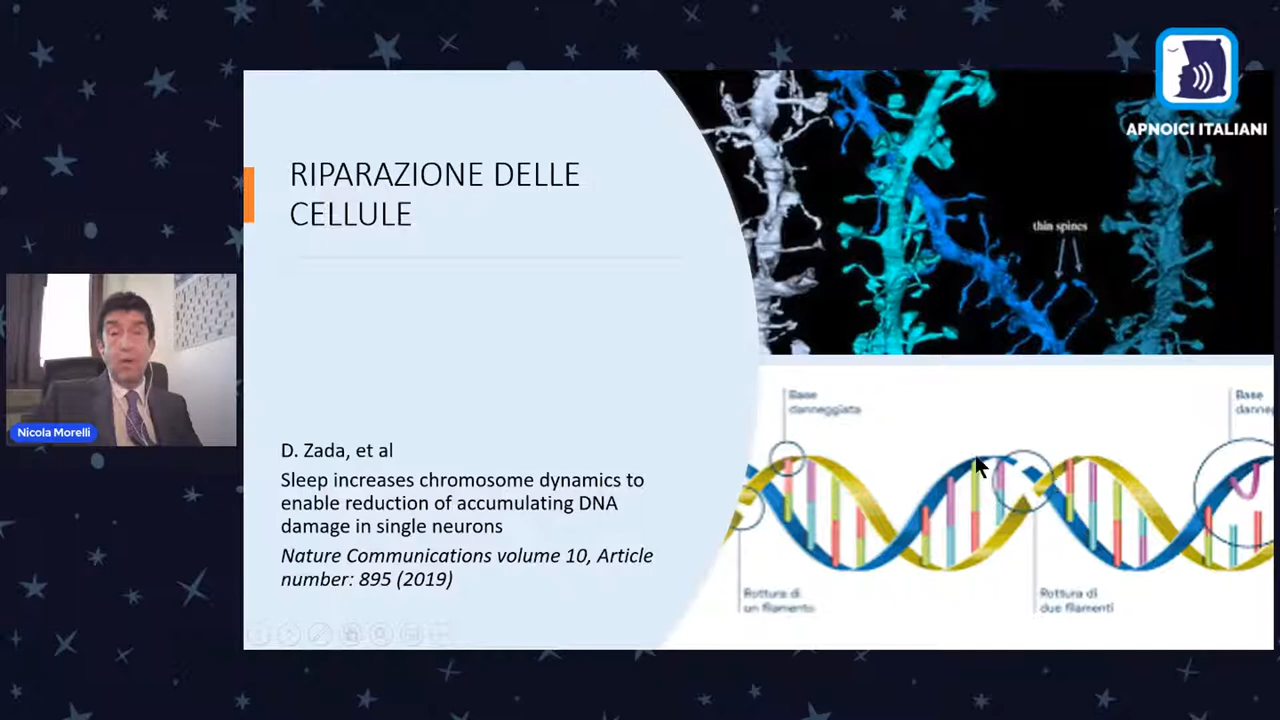 APNOICI ITALIANI
RIPARAZIONE DELLE
CELLULE
thin spines
Nicola Morelli
D. Zada, et al
Sleep increases chromosome dynamics to
enable reduction of accumulating DNA
damage in single neurons
Nature Communications volume 10, Article
number: 895 (2019)
Base
danneggiata
Base
danneg
Rottura di
un filamento
Rottura di
due filamenti